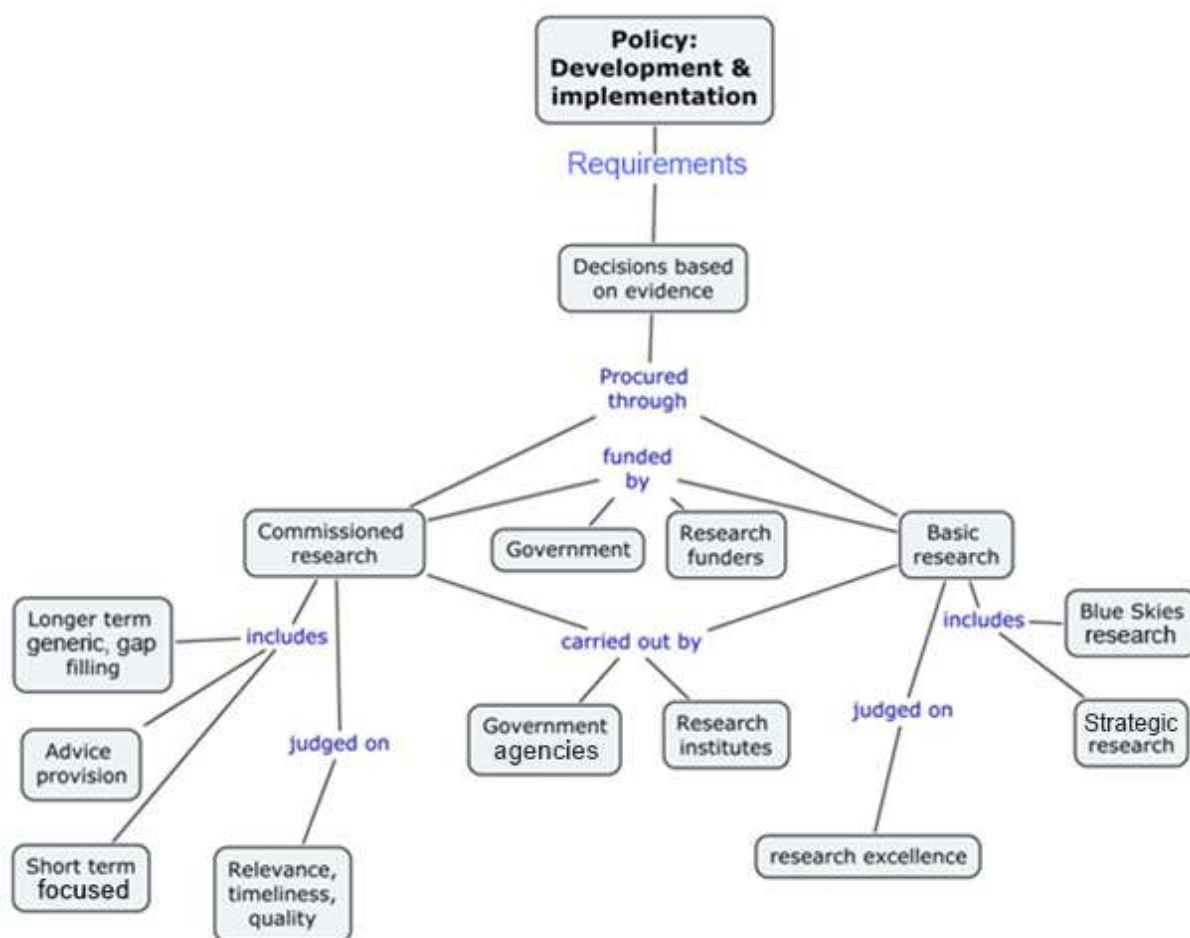 Policy:
Development &
implementation
Requirements
Decisions based
on evidence
Procured
through
funded
by
Commissioned
research
Government
Research
funders
Basic
research
Longer term
generic, gap
filling
includes
carried out by
includes
Blue Skies
research
Advice
provision
judged on
Government
agencies
Research
institutes
judged on
Strategic
research
Short term
focused
Relevance,
timeliness,
quality
research excellence